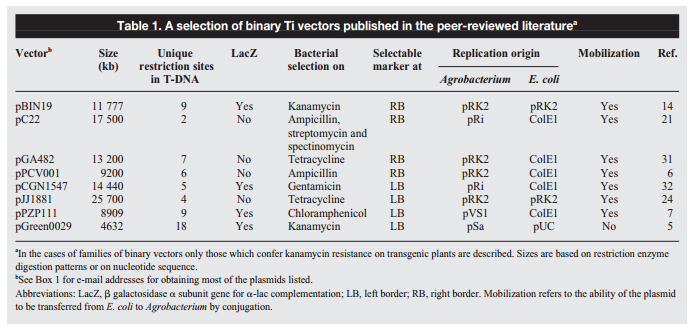 Table 1. A selection of binary Ti vectors published in the peer-reviewed literatureᵃ
Vectorᵇ Size Unique LacZ Bacterial Selectable Replication origin Mobilization Ref.
(kb) restriction sites selection on marker at Agrobacterium E. coli
in T-DNA
pBIN19 11 777 9 Yes Kanamycin RB pRK2 pRK2 Yes 14
pC22 17 500 2 No Ampicillin, RB pRi ColE1 Yes 21
streptomycin and
spectinomycin
pGA482 13 200 7 No Tetracycline RB pRK2 ColE1 Yes 31
pPCV001 9200 6 No Ampicillin RB pRK2 ColE1 Yes 6
pCGN1547 14 440 5 Yes Gentamicin LB pRi ColE1 Yes 32
pJJ1881 25 700 4 No Tetracycline LB pRK2 pRK2 Yes 24
pPZP111 8909 9 Yes Chloramphenicol LB pVS1 ColE1 Yes 7
pGreen0029 4632 18 Yes Kanamycin LB pSa pUC No 5
ᵃIn the cases of families of binary vectors only those which confer kanamycin resistance on transgenic plants are described. Sizes are based on restriction enzyme
digestion patterns or on nucleotide sequence.
ᵇSee Box 1 for e-mail addresses for obtaining most of the plasmids listed.
Abbreviations: LacZ, β galactosidase α subunit gene for α-lac complementation; LB, left border; RB, right border. Mobilization refers to the ability of the plasmid
to be transferred from E. coli to Agrobacterium by conjugation.